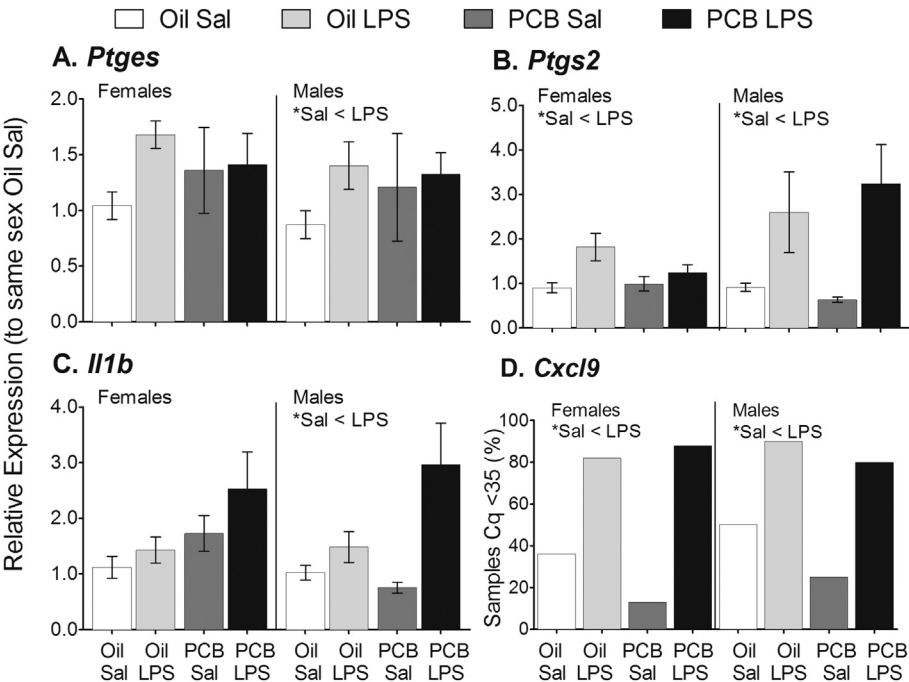 Oil Sal Oil LPS PCB Sal PCB LPS
Relative Expression (to same sex Oil Sal)
A. Ptges
Females
Males
*Sal < LPS
2.0
1.5
1.0
0.5
0.0
B. Ptgs2
Females
*Sal < LPS
Males
*Sal < LPS
5.0
4.0
3.0
2.0
1.0
0.0
C. Il1b
Females
Males
*Sal < LPS
4.0
3.0
2.0
1.0
0.0
Oil Oil PCB PCB Oil Oil PCB PCB
Sal LPS Sal LPS Sal LPS Sal LPS
D. Cxcl9
Females
*Sal < LPS
Males
*Sal < LPS
Samples Cq <35 (%)
100
80
60
40
20
0
Oil Oil PCB PCB Oil Oil PCB PCB
Sal LPS Sal LPS Sal LPS Sal LPS